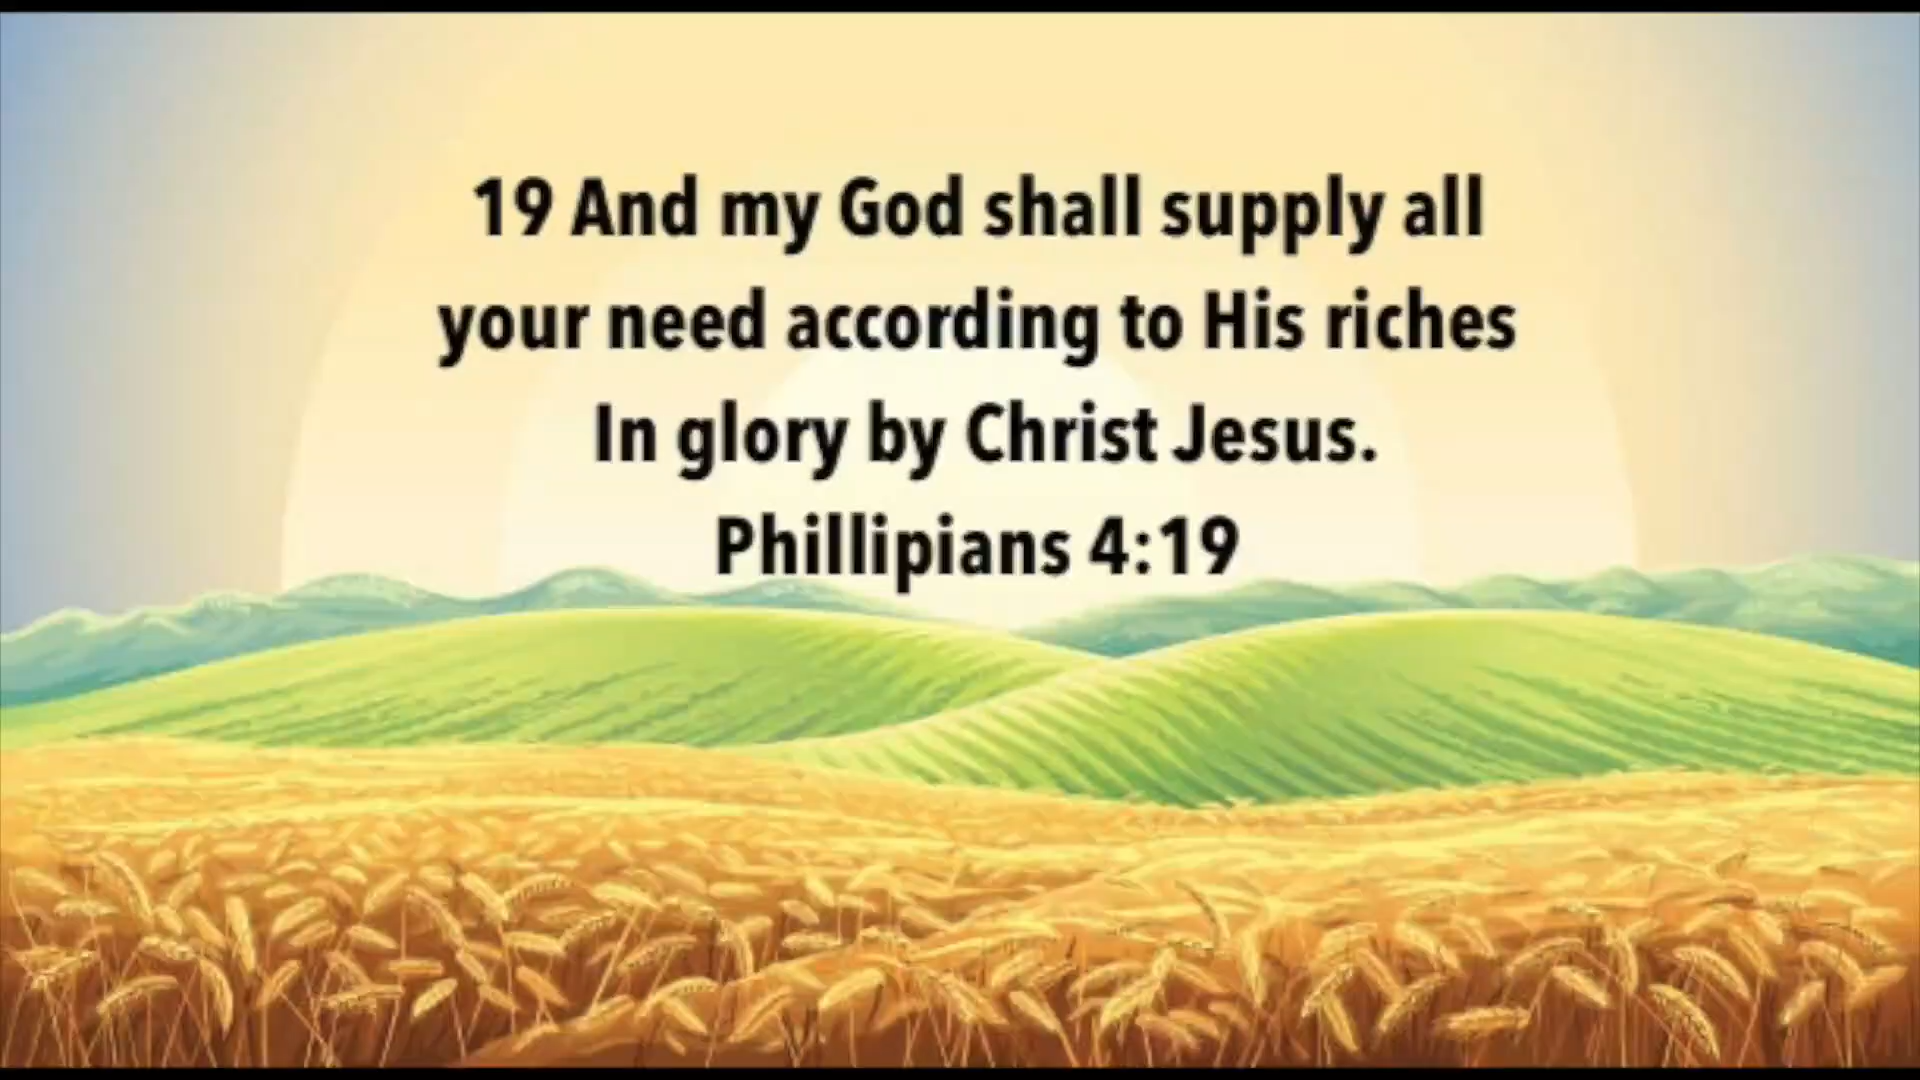 19 And my God shall supply all
your need according to His riches
In glory by Christ Jesus.
Phillipians 4:19